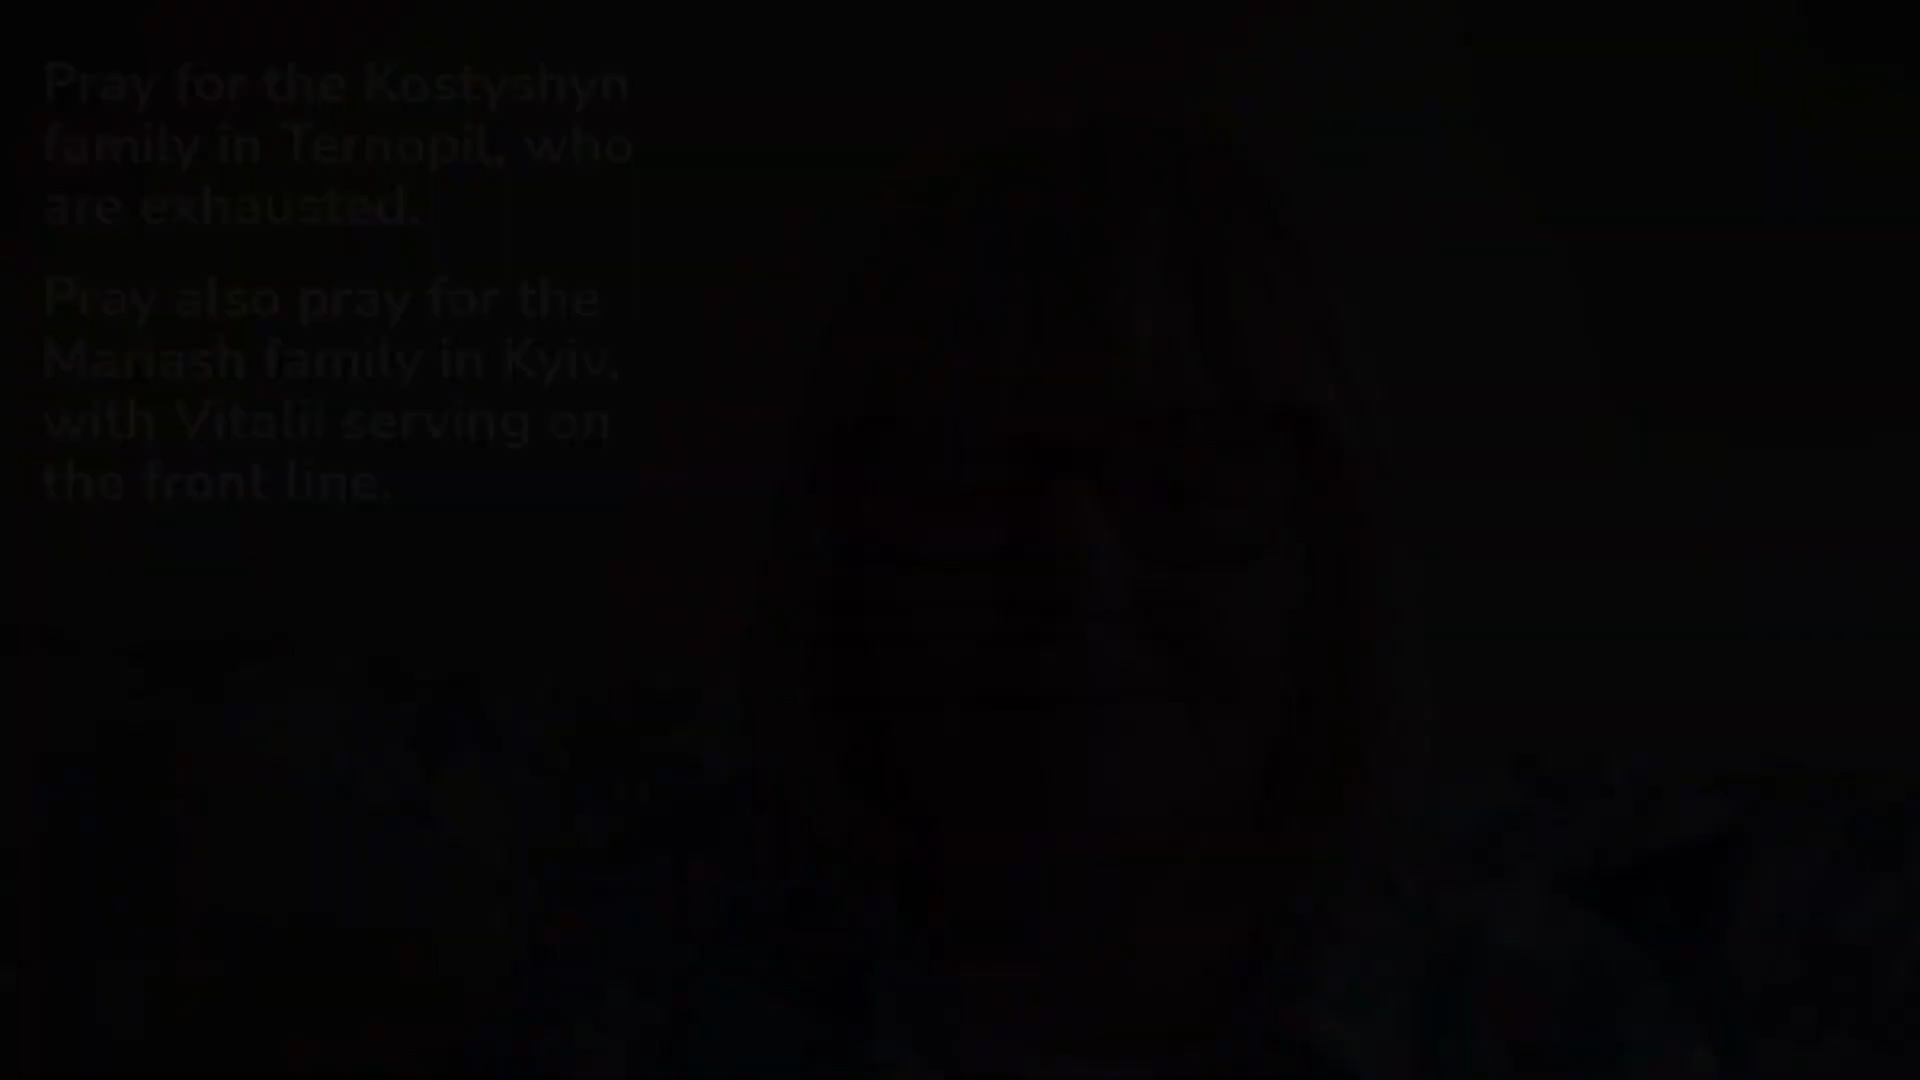 Pray for the Kostyshyn
family in Ternopil, who
are exhausted.
Pray also pray for the
Manash family in Kyiv,
with Vitalii serving on
the front line.